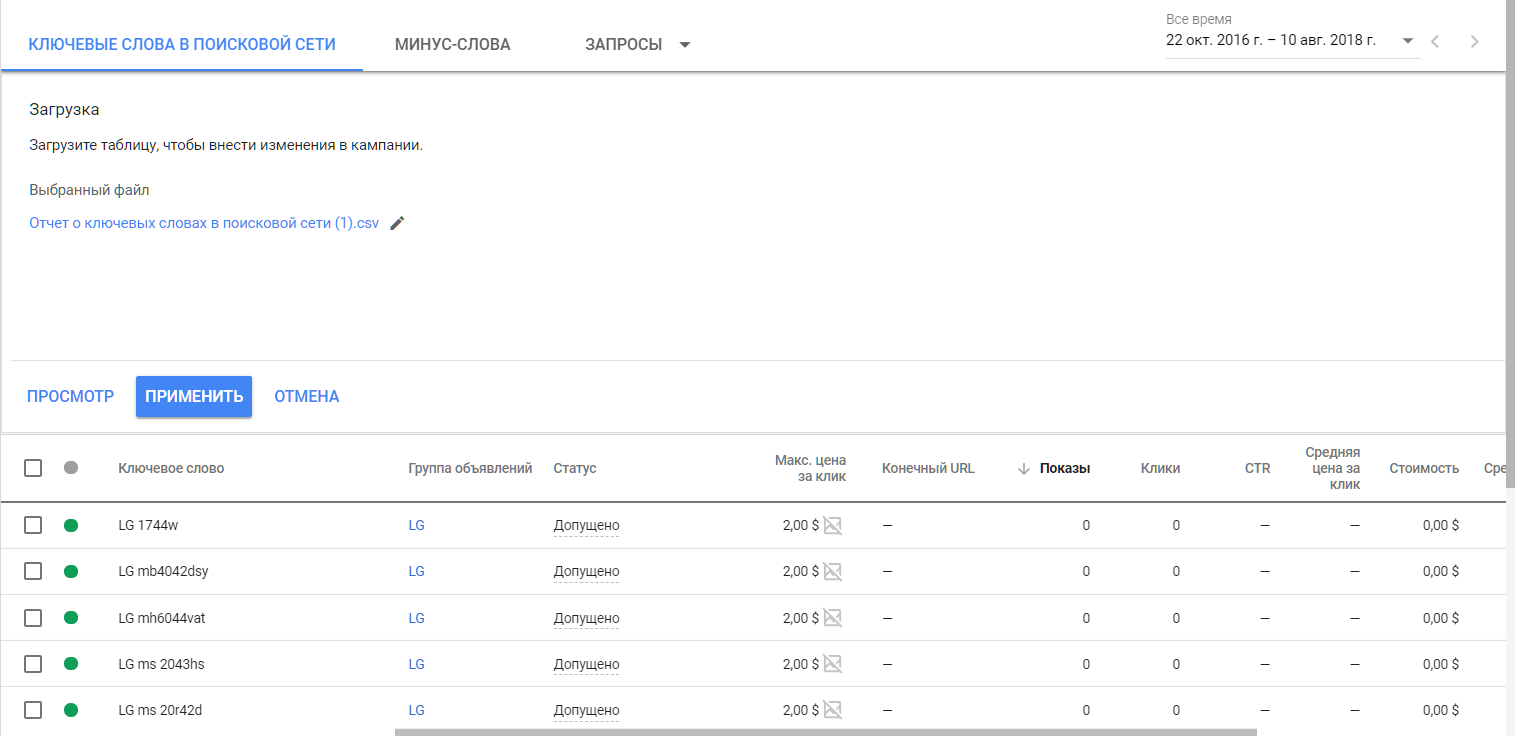 Все время
КЛЮЧЕВЫЕ СЛОВА В ПОИСКОВОЙ СЕТИ МИНУС-СЛОВА ЗАПРОСЫ 22 окт. 2016 г. – 10 авг. 2018 г.
Загрузка
Загрузите таблицу, чтобы внести изменения в кампании.
Выбранный файл
Отчет о ключевых словах в поисковой сети (1).csv
ПРОСМОТР ПРИМЕНИТЬ ОТМЕНА
Ключевое слово Группа объявлений Статус Макс. цена за клик Конечный URL Показы Клики CTR Средняя цена за клик Стоимость Сре
LG 1744w LG Допущено 2,00 $ — 0 0 — — 0,00 $
LG mb4042dsy LG Допущено 2,00 $ — 0 0 — — 0,00 $
LG mh6044vat LG Допущено 2,00 $ — 0 0 — — 0,00 $
LG ms 2043hs LG Допущено 2,00 $ — 0 0 — — 0,00 $
LG ms 20r42d LG Допущено 2,00 $ — 0 0 — — 0,00 $